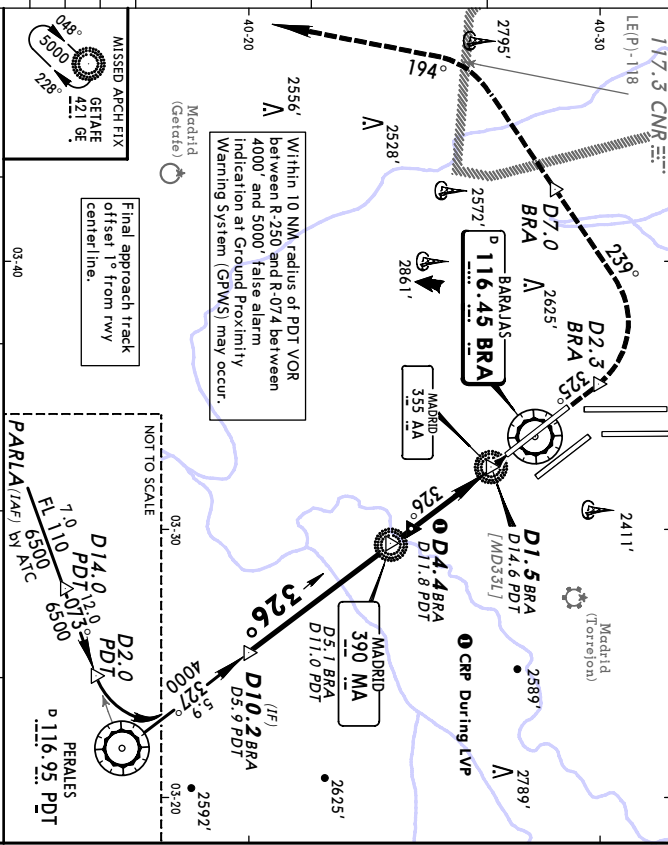 117.3 CNR
LE(P)-118
40-30
2795'
194°
40-20
048°
5000
228°
GETAFE
421 GE
MISSED APCH FIX
2556'
2528'
Madrid
(Getafe)
Within 10 NM radius of PDT VOR
between R-250 and R-074 between
4000' and 5000' false alarm
indication at Ground Proximity
Warning System (GPWS) may occur.
Final approach track
offset 1° from rwy
centerline.
03-40
2572'
2861'
2625'
D7.0
BRA
239°
D2.3
BRA
325°
BARAJAS
D 116.45 BRA
MADRID
355 AA
326°
2411'
D1.5 BRA
D14.6 PDT
[MD33L]
Madrid
(Torrejon)
1 D4.4 BRA
D11.8 PDT
1 CRP During LVP
2589'
2789'
MADRID
390 MA
D5.1 BRA
D11.0 PDT
326°
(IF)
D10.2 BRA
D5.9 PDT
2625'
2592'
03-30
03-20
NOT TO SCALE
PARLA (IAF) by ATC
7.0
FL 110
6500
D14.0
PDT
12.0
073°
6500
D2.0
PDT
5.9
327°
4000
PERALES
D 116.95 PDT